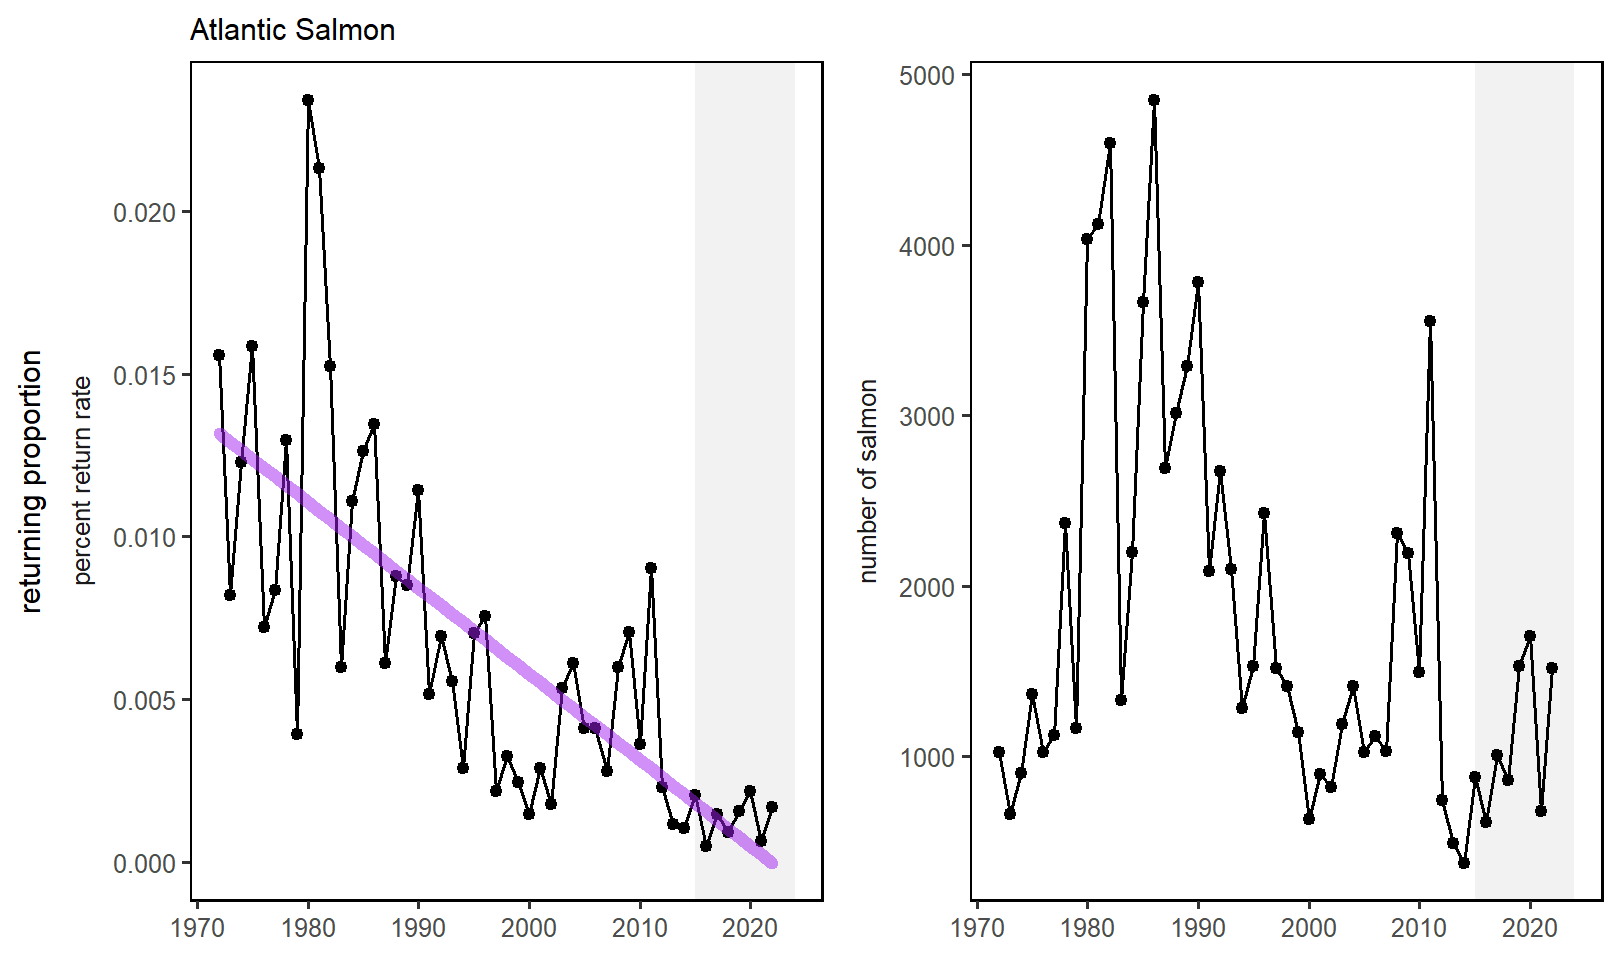 Atlantic Salmon
returning proportion
percent return rate
0.020
0.015
0.010
0.005
0.000
1970 1980 1990 2000 2010 2020
number of salmon
5000
4000
3000
2000
1000
1970 1980 1990 2000 2010 2020